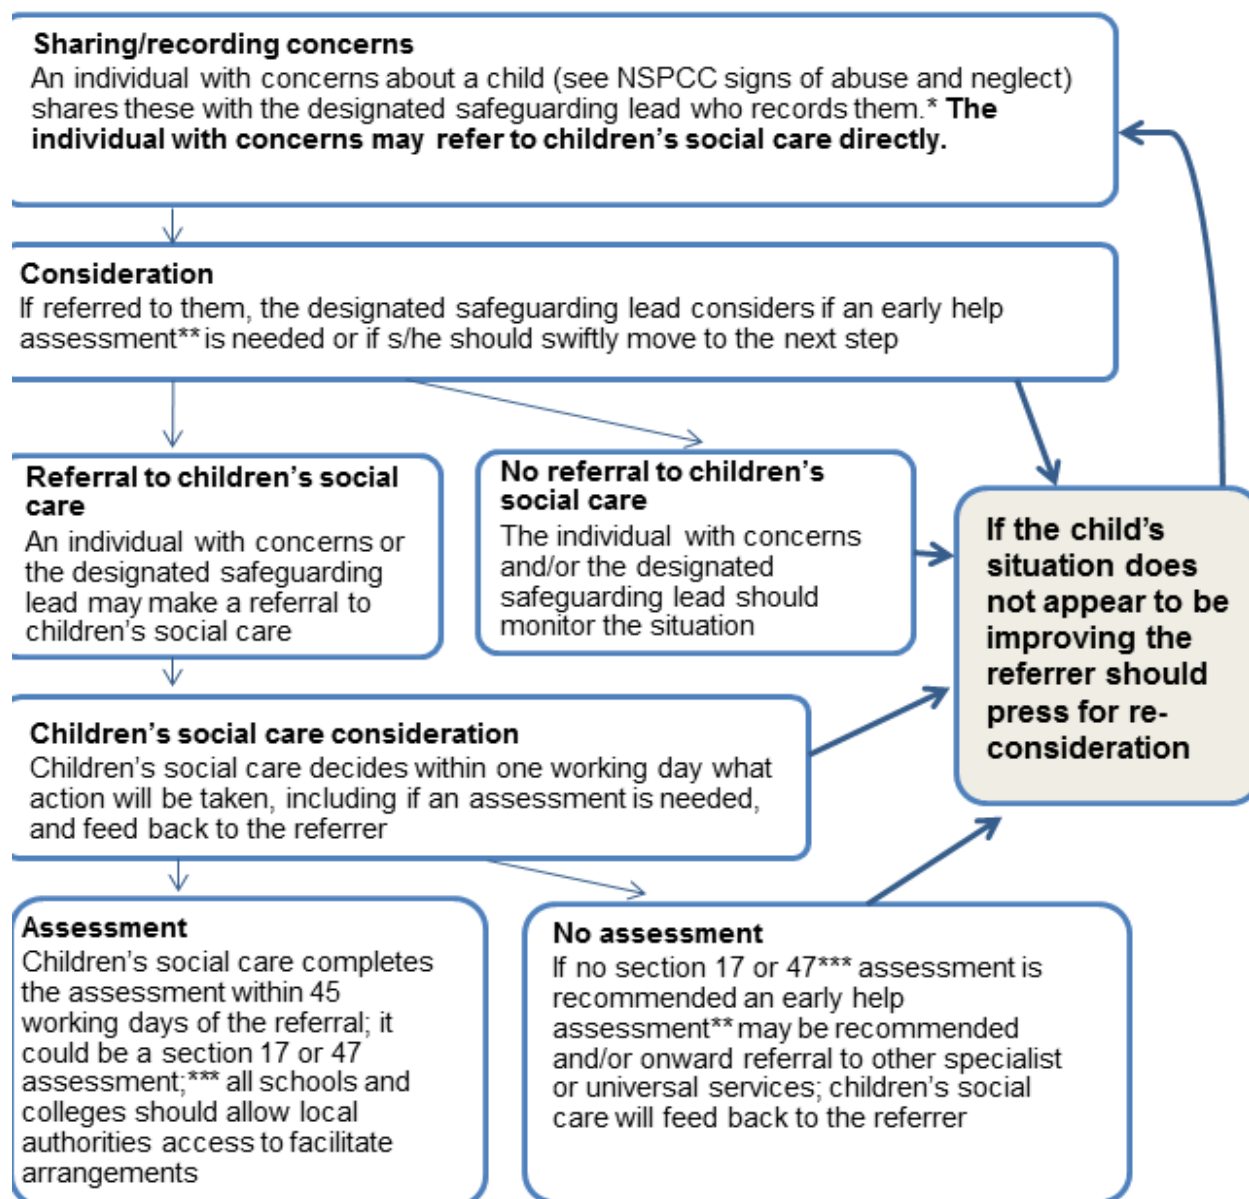 Sharing/recording concerns
An individual with concerns about a child (see NSPCC signs of abuse and neglect)
shares these with the designated safeguarding lead who records them.* The
individual with concerns may refer to children’s social care directly.
Consideration
If referred to them, the designated safeguarding lead considers if an early help
assessment** is needed or if s/he should swiftly move to the next step
Referral to children’s social
care
An individual with concerns or
the designated safeguarding
lead may make a referral to
children’s social care
No referral to children’s
social care
The individual with concerns
and/or the designated
safeguarding lead should
monitor the situation
If the child’s
situation does
not appear to be
improving the
referrer should
press for re-
consideration
Children’s social care consideration
Children’s social care decides within one working day what
action will be taken, including if an assessment is needed,
and feed back to the referrer
Assessment
Children’s social care completes
the assessment within 45
working days of the referral; it
could be a section 17 or 47
assessment;*** all schools and
colleges should allow local
authorities access to facilitate
arrangements
No assessment
If no section 17 or 47*** assessment is
recommended an early help
assessment** may be recommended
and/or onward referral to other specialist
or universal services; children’s social
care will feed back to the referrer